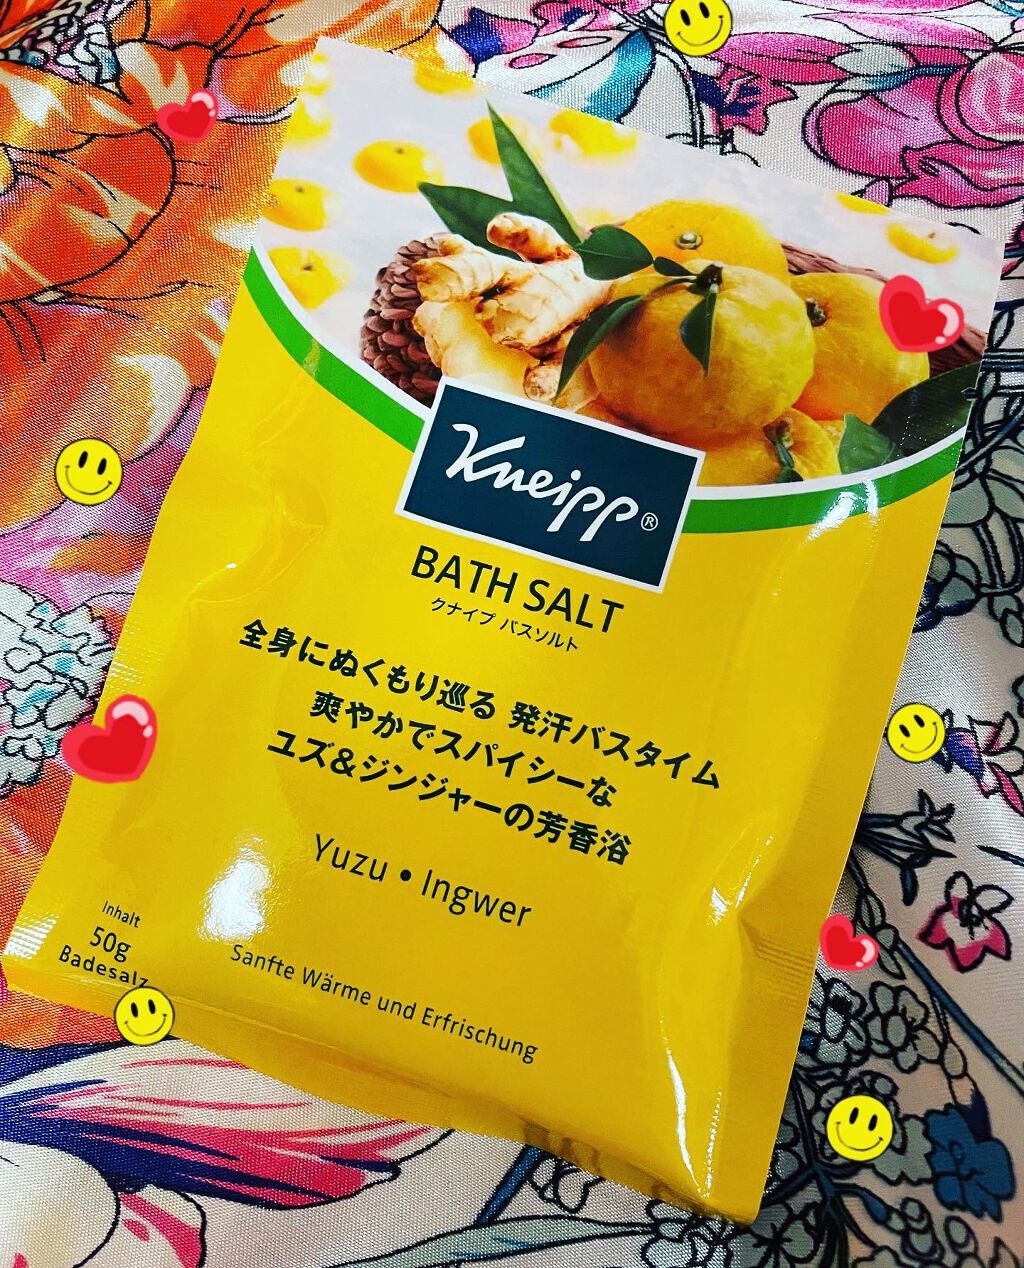 Kneipp®
BATH SALT
クナイプ バスソルト
全身にぬくもり巡る 発汗バスタイム
爽やかでスパイシーな
ユズ&ジンジャーの芳香浴
Yuzu • Ingwer
Inhalt
50g
Badesalz
Sanfte Wärme und Erfrischung